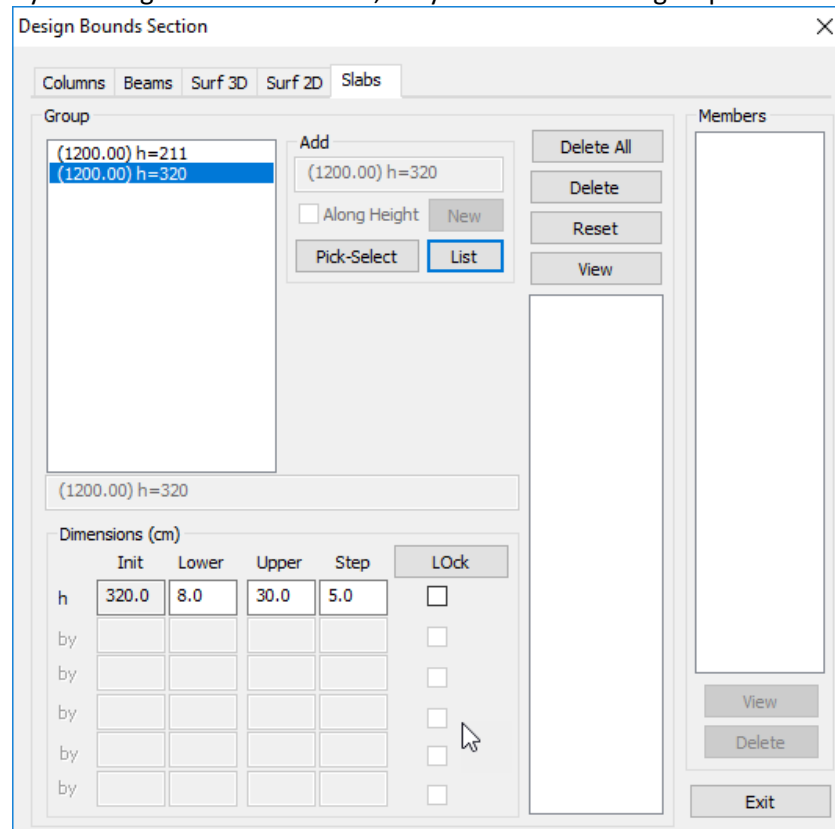 Design Bounds Section
Columns Beams Surf 3D Surf 2D Slabs
Group
(1200.00) h=211
(1200.00) h=320
Add
(1200.00) h=320
Along Height New
Pick-Select List
Delete All
Delete
Reset
View
Members
(1200.00) h=320
Dimensions (cm)
Init Lower Upper Step LOck
h 320.0 8.0 30.0 5.0
by
by
by
by
by
View
Delete
Exit